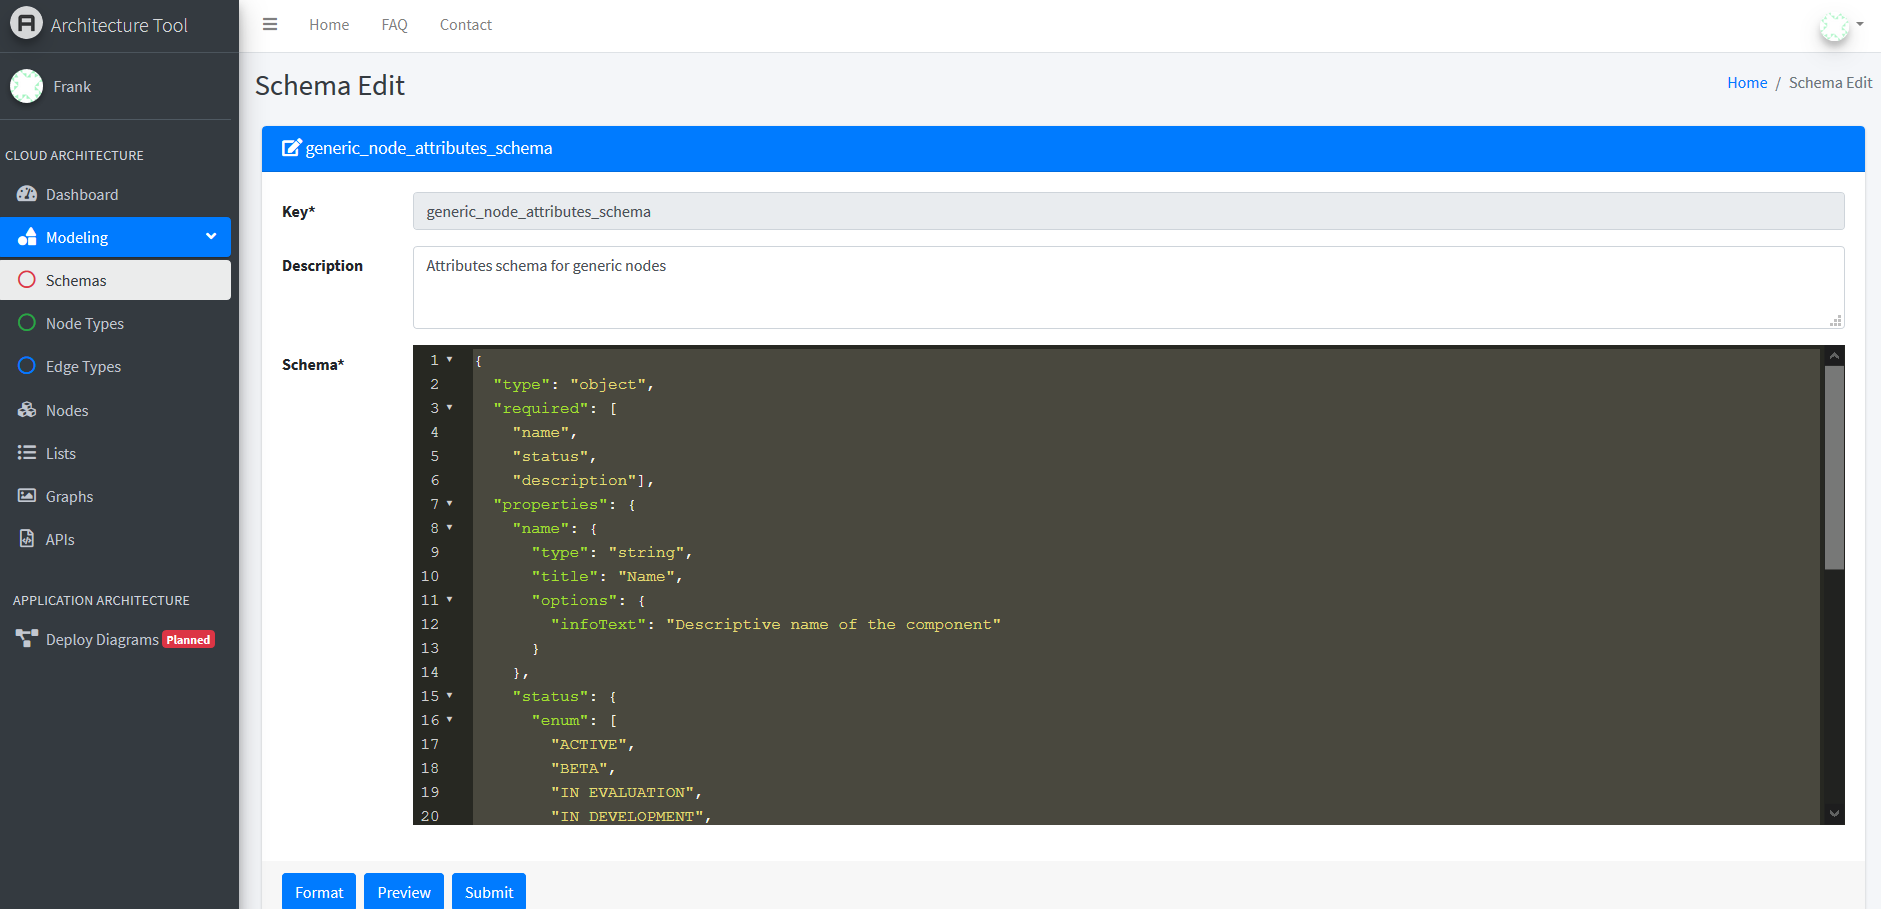 Architecture Tool
Home FAQ Contact
Frank
Schema Edit
Home / Schema Edit
CLOUD ARCHITECTURE
Dashboard
Modeling
Schemas
Node Types
Edge Types
Nodes
Lists
Graphs
APIs
APPLICATION ARCHITECTURE
Deploy Diagrams Planned
generic_node_attributes_schema
Key* generic_node_attributes_schema
Description Attributes schema for generic nodes
Schema*
1 {
2 "type": "object",
3 "required": [
4 "name",
5 "status",
6 "description"],
7 "properties": {
8 "name": {
9 "type": "string",
10 "title": "Name",
11 "options": {
12 "infoText": "Descriptive name of the component"
13 }
14 },
15 "status": {
16 "enum": [
17 "ACTIVE",
18 "BETA",
19 "IN EVALUATION",
20 "IN DEVELOPMENT",
Format Preview Submit